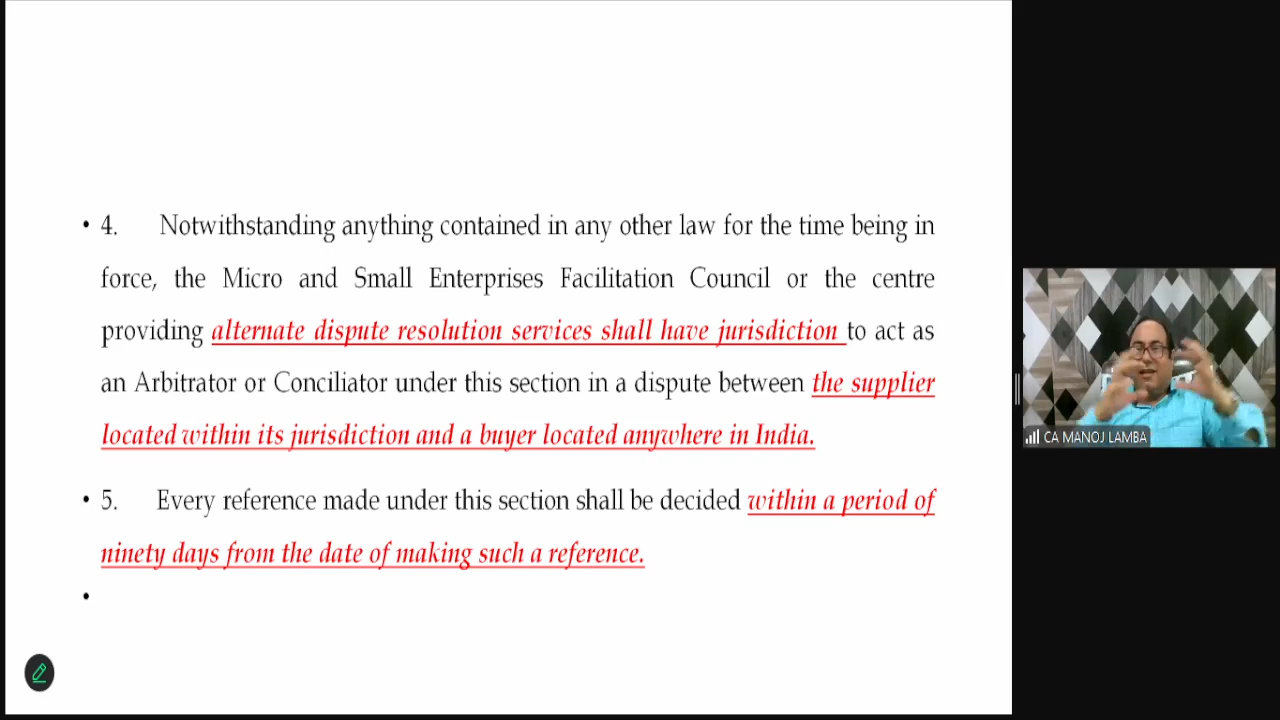 • 4. Notwithstanding anything contained in any other law for the time being in
force, the Micro and Small Enterprises Facilitation Council or the centre
providing alternate dispute resolution services shall have jurisdiction to act as
an Arbitrator or Conciliator under this section in a dispute between the supplier
located within its jurisdiction and a buyer located anywhere in India.
• 5. Every reference made under this section shall be decided within a period of
ninety days from the date of making such a reference.
•
CA MANOJ LAMBA